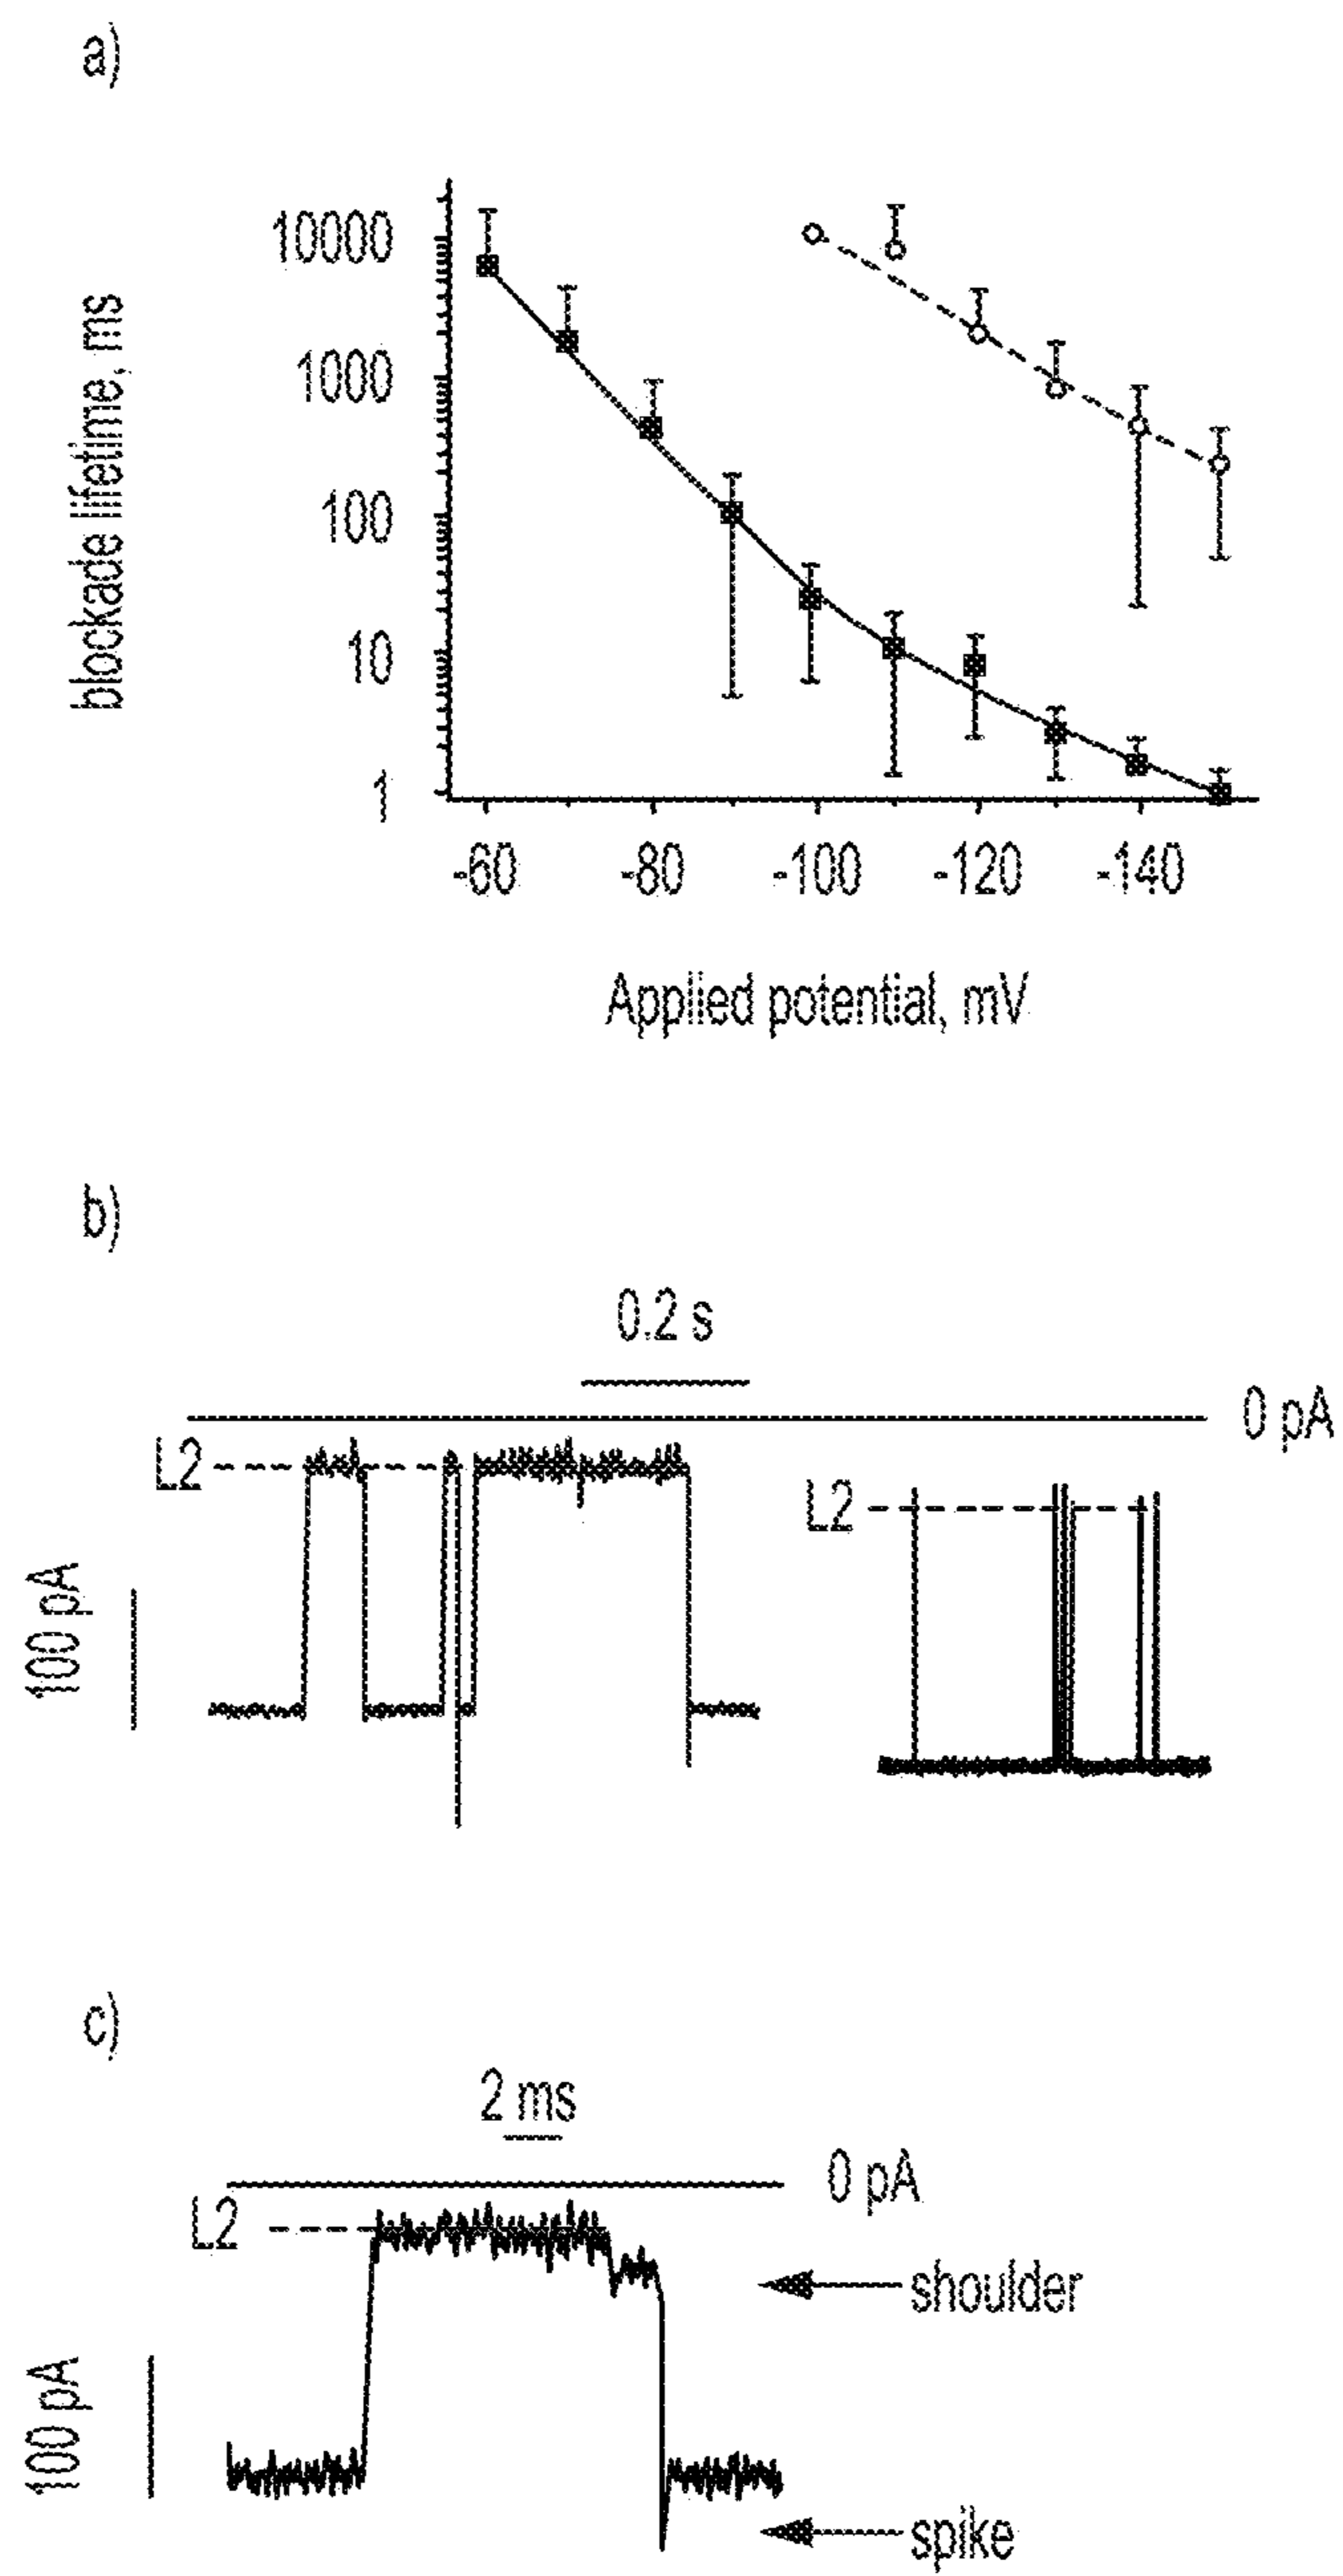 a)
blockade lifetime, ms
10000
1000
100
10
1
-60 -80 -100 -120 -140
Applied potential, mV
b)
0.2 s
0 pA
L2
L2
100 pA
c)
2 ms
0 pA
L2
shoulder
100 pA
spike